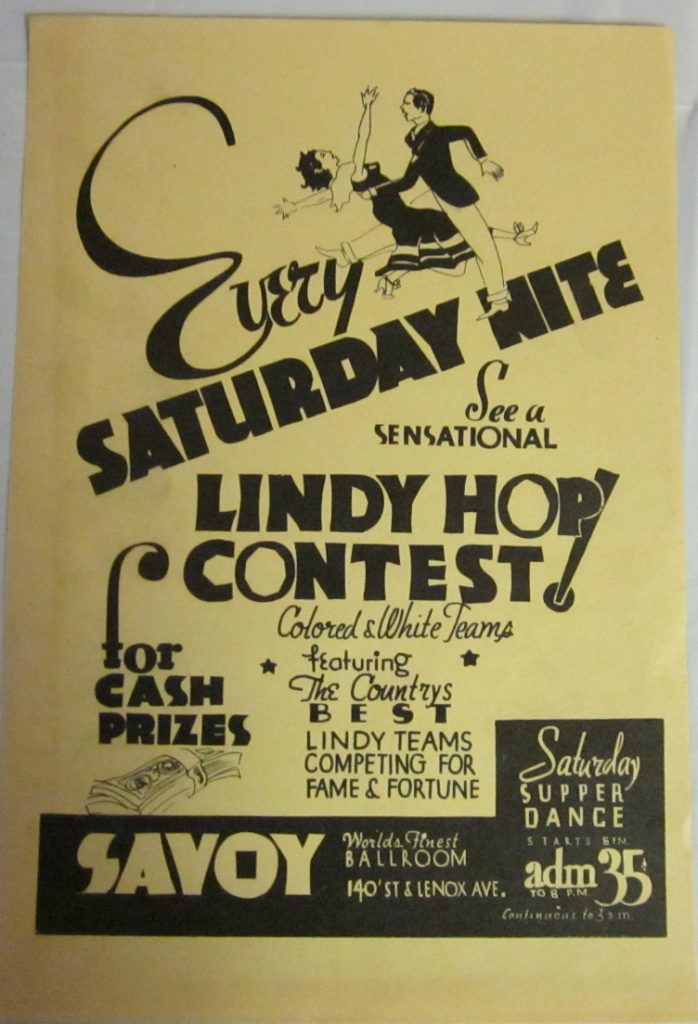 Every
SATURDAY NITE
See a
SENSATIONAL
LINDY HOP
CONTEST!
Colored & White Teams
for
CASH
PRIZES
featuring
The Countrys
BEST
LINDY TEAMS
COMPETING FOR
FAME & FORTUNE
SAVOY
Worlds Finest
BALLROOM
140' ST & LENOX AVE.
Saturday
SUPPER
DANCE
STARTS 5 P.M.
adm 35¢
TO 8 P.M.
Continuous to 3 a.m.